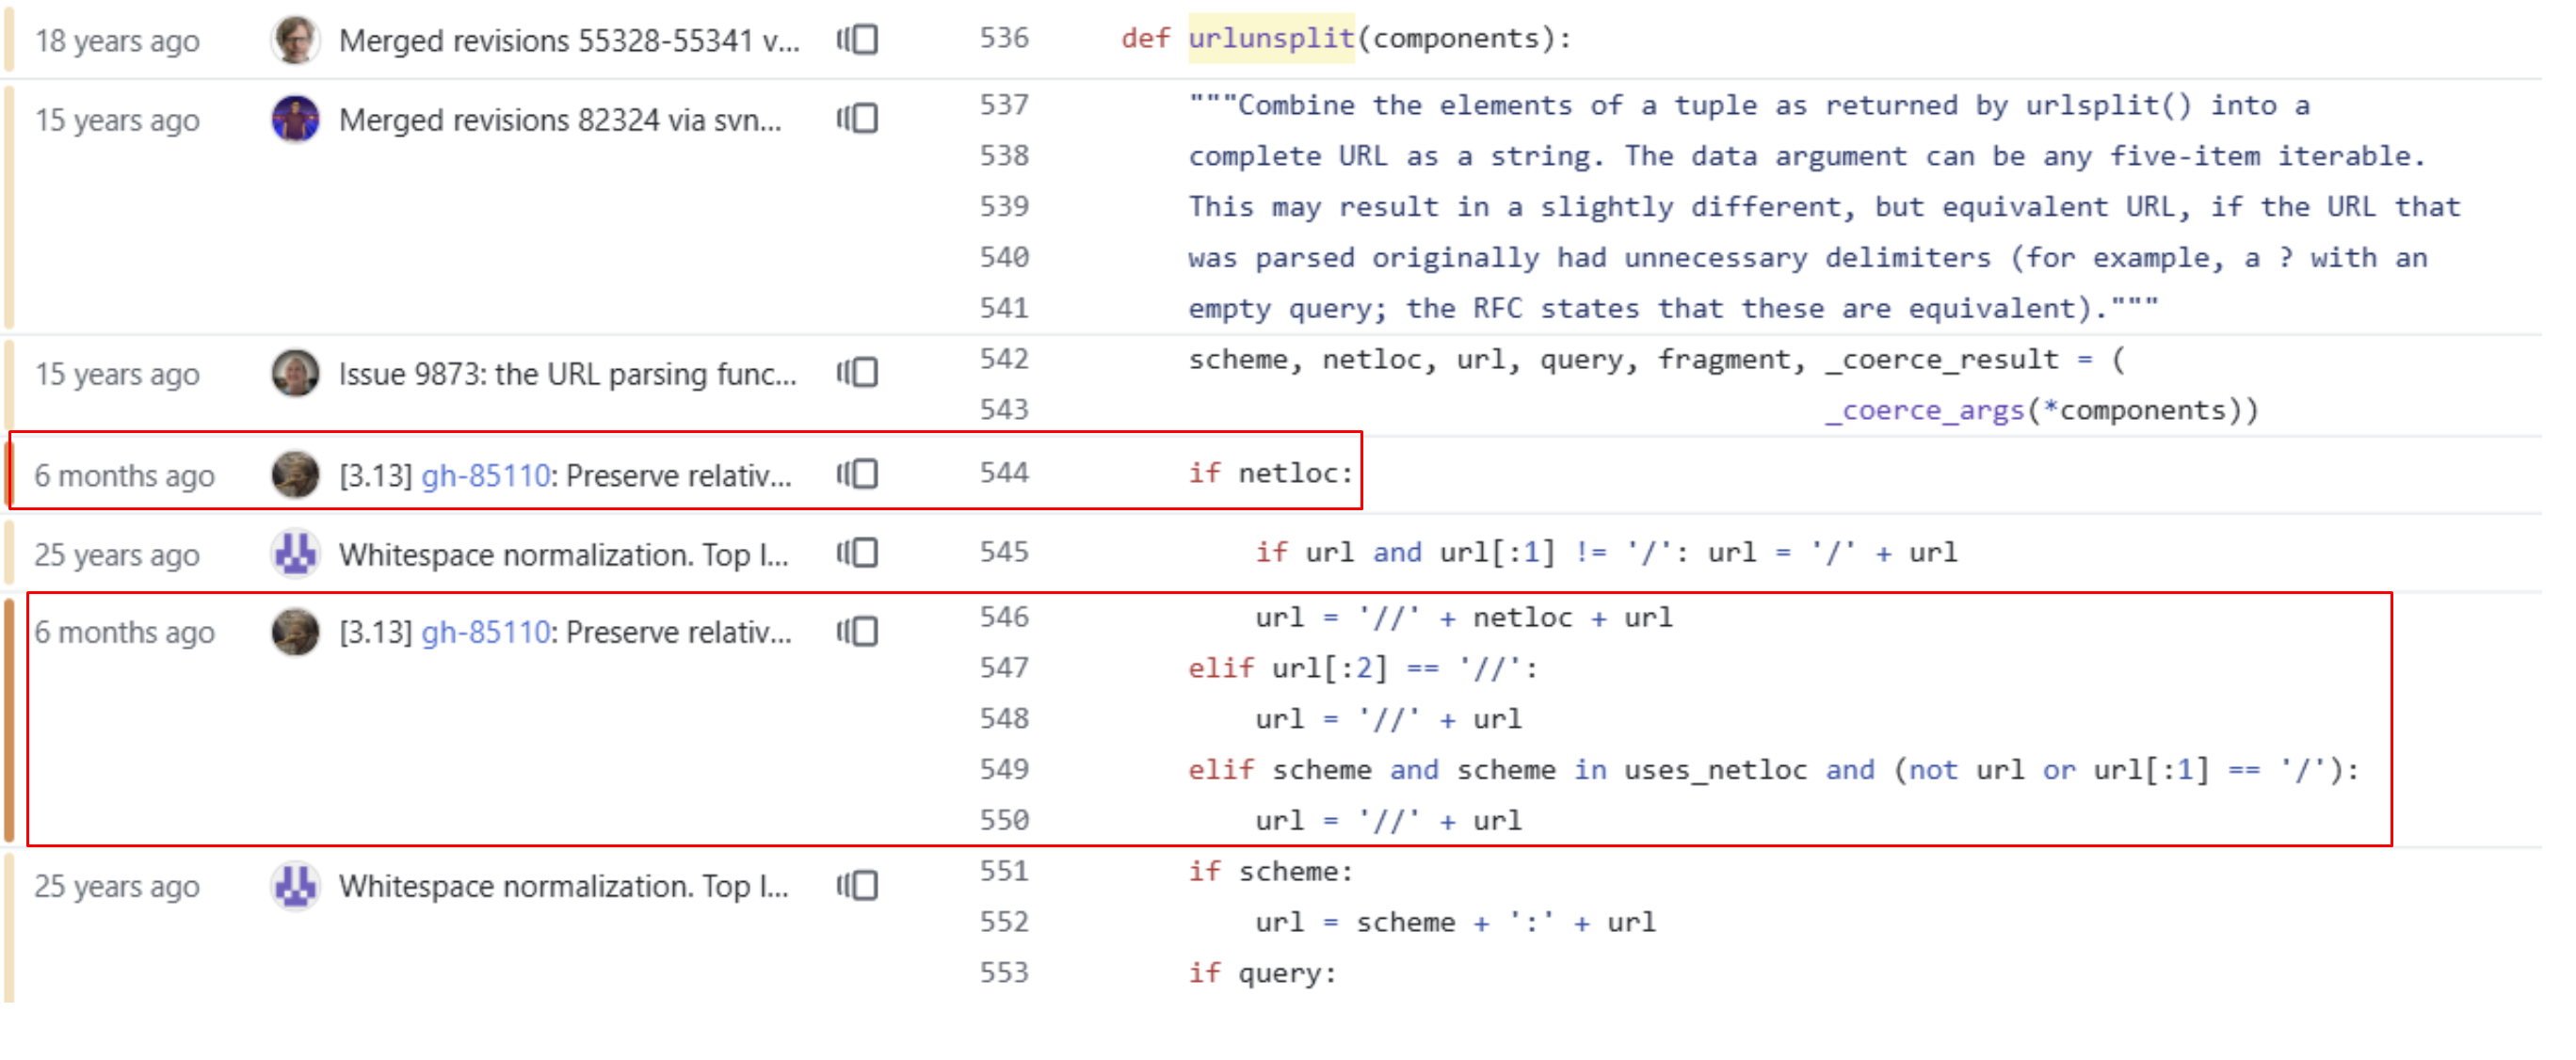 18 years ago Merged revisions 55328-55341 v... 536 def urlunsplit(components):
15 years ago Merged revisions 82324 via svn... 537 """Combine the elements of a tuple as returned by urlsplit() into a
538 complete URL as a string. The data argument can be any five-item iterable.
539 This may result in a slightly different, but equivalent URL, if the URL that
540 was parsed originally had unnecessary delimiters (for example, a ? with an
541 empty query; the RFC states that these are equivalent)."""
15 years ago Issue 9873: the URL parsing func... 542 scheme, netloc, url, query, fragment, _coerce_result = (
543 _coerce_args(*components))
6 months ago [3.13] gh-85110: Preserve relativ... 544 if netloc:
25 years ago Whitespace normalization. Top l... 545 if url and url[:1] != '/': url = '/' + url
6 months ago [3.13] gh-85110: Preserve relativ... 546 url = '//' + netloc + url
547 elif url[:2] == '//':
548 url = '//' + url
549 elif scheme and scheme in uses_netloc and (not url or url[:1] == '/'):
550 url = '//' + url
25 years ago Whitespace normalization. Top l... 551 if scheme:
552 url = scheme + ':' + url
553 if query: